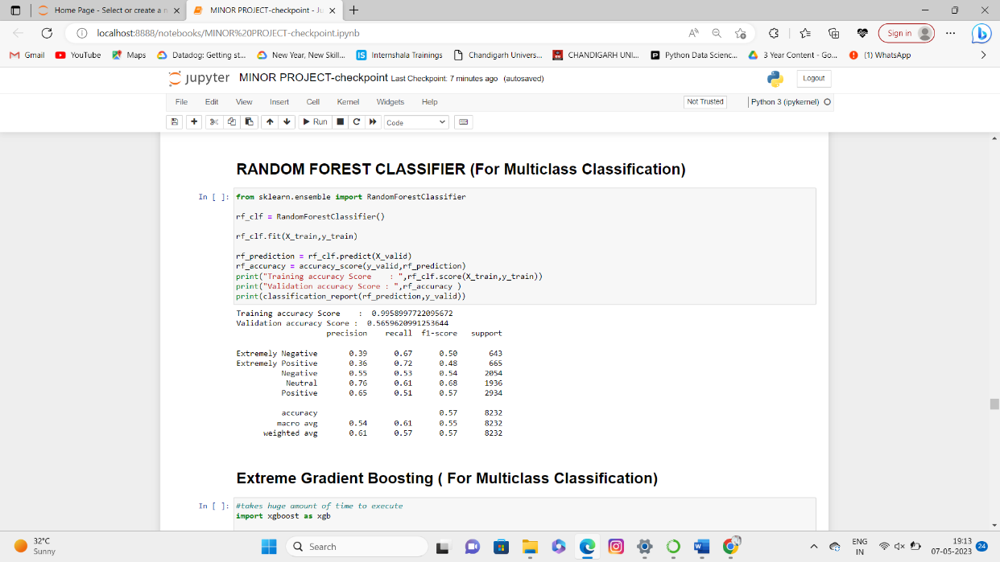 Home Page - Select or create a n
MINOR PROJECT-checkpoint - Ju
localhost:8888/notebooks/MINOR%20PROJECT-checkpoint.ipynb
Sign in
Gmail
YouTube
Maps
Datadog: Getting st...
New Year, New Skill...
IS
Internshala Trainings
Chandigarh Univers...
CHANDIGARH UNI...
Python Data Scienc...
3 Year Content - Go...
(1) WhatsApp
jupyter MINOR PROJECT-checkpoint Last Checkpoint: 7 minutes ago (autosaved)
Logout
File Edit View Insert Cell Kernel Widgets Help
Not Trusted
Python 3 (ipykernel)
Run
Code
RANDOM FOREST CLASSIFIER (For Multiclass Classification)
In [ ]: from sklearn.ensemble import RandomForestClassifier
rf_clf = RandomForestClassifier()
rf_clf.fit(X_train,y_train)
rf_prediction = rf_clf.predict(X_valid)
rf_accuracy = accuracy_score(y_valid,rf_prediction)
print("Training accuracy Score    : ",rf_clf.score(X_train,y_train))
print("Validation accuracy Score : ",rf_accuracy )
print(classification_report(rf_prediction,y_valid))
Training accuracy Score    :  0.9958997722095672
Validation accuracy Score :  0.5659620991253644
precision recall f1-score support
Extremely Negative 0.39 0.67 0.50 643
Extremely Positive 0.36 0.72 0.48 665
Negative 0.55 0.53 0.54 2054
Neutral 0.76 0.61 0.68 1936
Positive 0.65 0.51 0.57 2934
accuracy 0.57 8232
macro avg 0.54 0.61 0.55 8232
weighted avg 0.61 0.57 0.57 8232
Extreme Gradient Boosting ( For Multiclass Classification)
In [ ]: #takes huge amount of time to execute
import xgboost as xgb
32°C
Sunny
Search
ENG
IN
19:13
07-05-2023
24